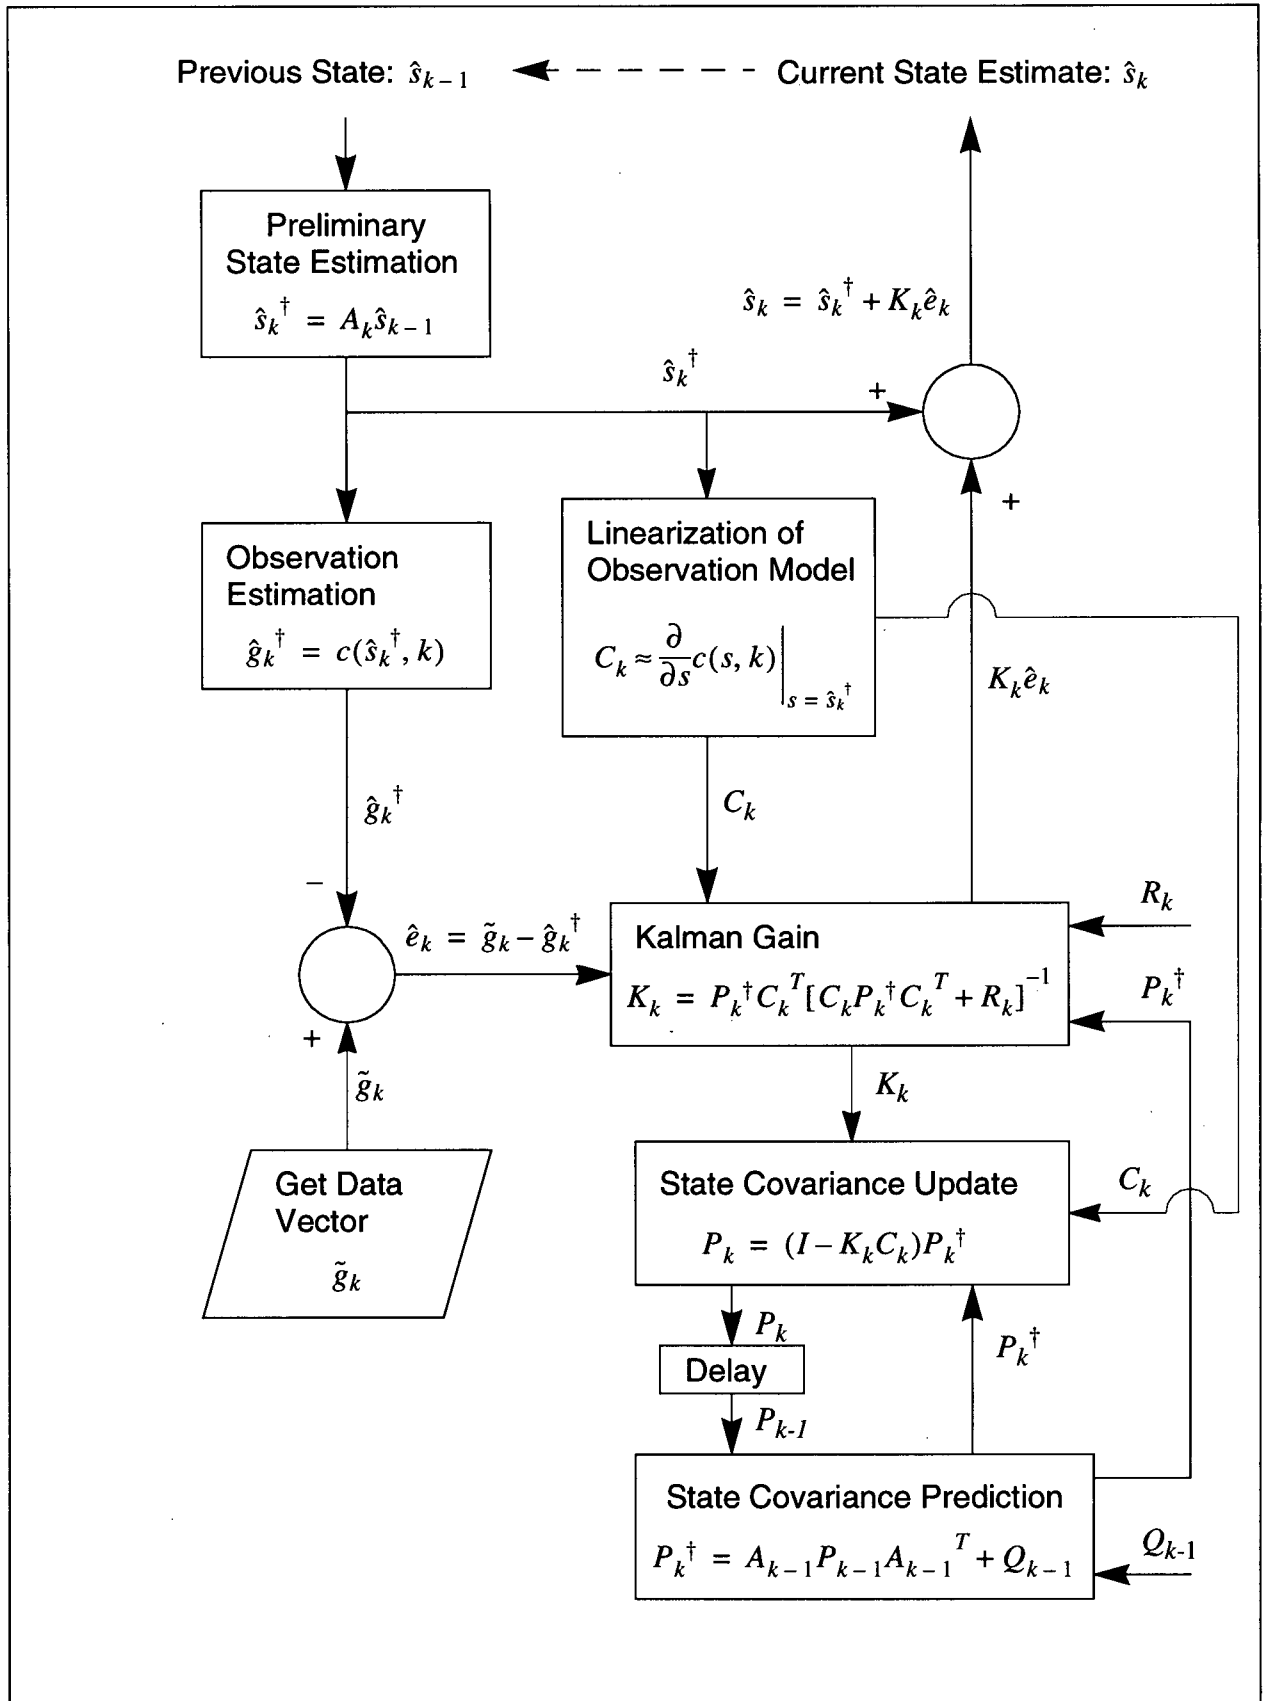 Previous State: ŝ_{k−1}
Current State Estimate: ŝ_k
Preliminary
State Estimation
ŝ_k^† = A_k ŝ_{k−1}
ŝ_k = ŝ_k^† + K_k ê_k
ŝ_k^†
+
+
Observation
Estimation
ĝ_k^† = c(ŝ_k^†, k)
Linearization of
Observation Model
C_k ≈ ∂/∂s c(s, k)|_{s = ŝ_k^†}
K_k ê_k
ĝ_k^†
C_k
−
ê_k = g̃_k − ĝ_k^†
+
g̃_k
Kalman Gain
K_k = P_k^† C_k^T [C_k P_k^† C_k^T + R_k]^{−1}
R_k
P_k^†
K_k
Get Data
Vector
g̃_k
State Covariance Update
P_k = (I − K_k C_k)P_k^†
C_k
P_k
Delay
P_{k-1}
P_k^†
State Covariance Prediction
P_k^† = A_{k−1} P_{k−1} A_{k−1}^T + Q_{k−1}
Q_{k-1}